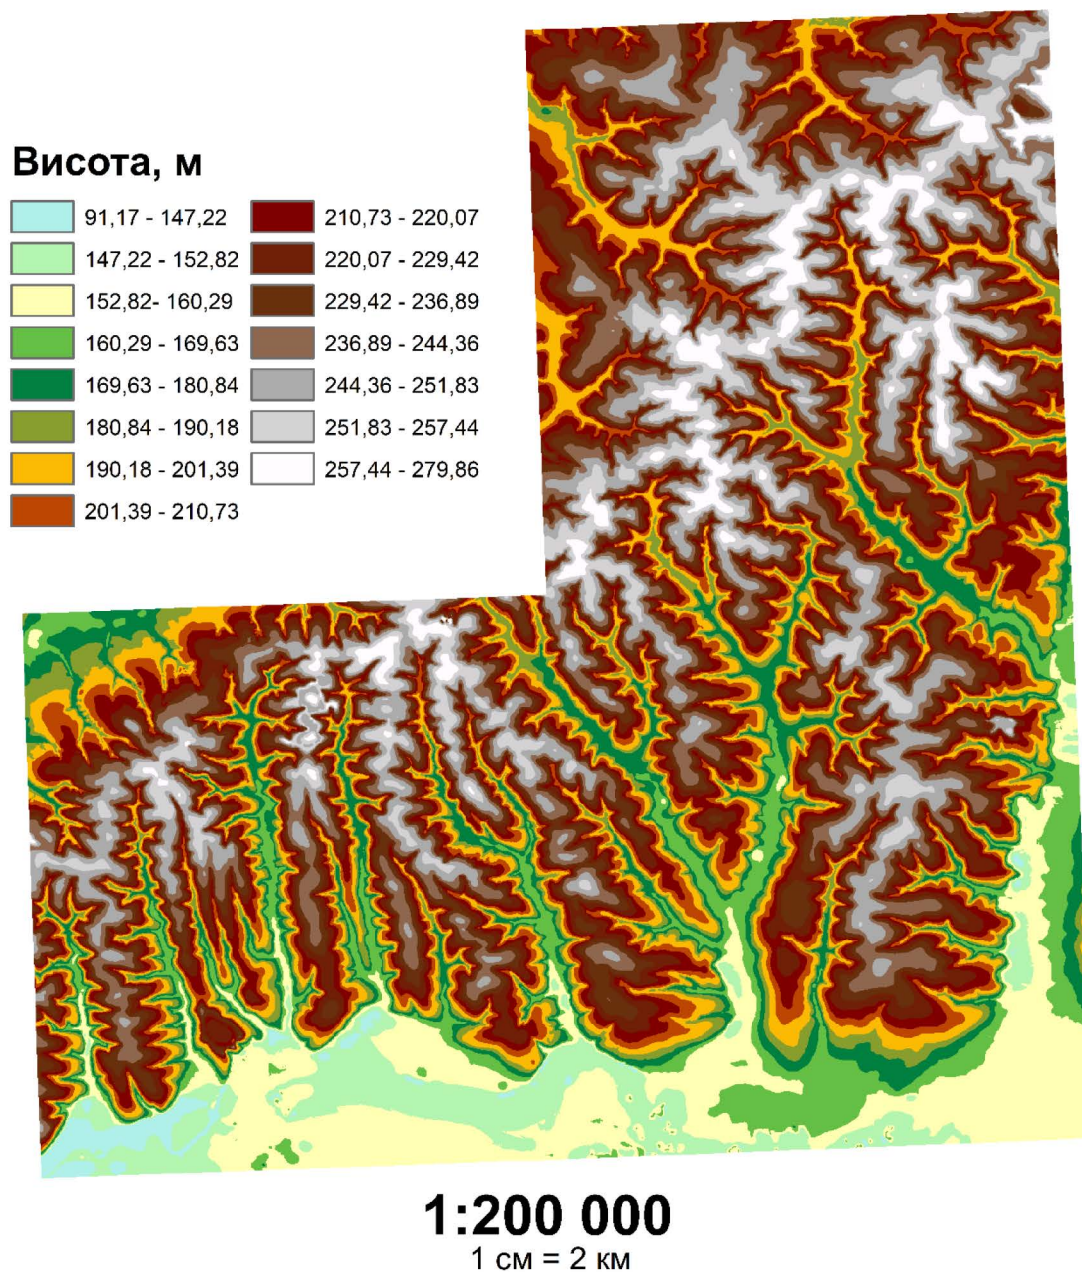 Висота, м
91,17 - 147,22
147,22 - 152,82
152,82- 160,29
160,29 - 169,63
169,63 - 180,84
180,84 - 190,18
190,18 - 201,39
201,39 - 210,73
210,73 - 220,07
220,07 - 229,42
229,42 - 236,89
236,89 - 244,36
244,36 - 251,83
251,83 - 257,44
257,44 - 279,86
1:200 000
1 см = 2 км